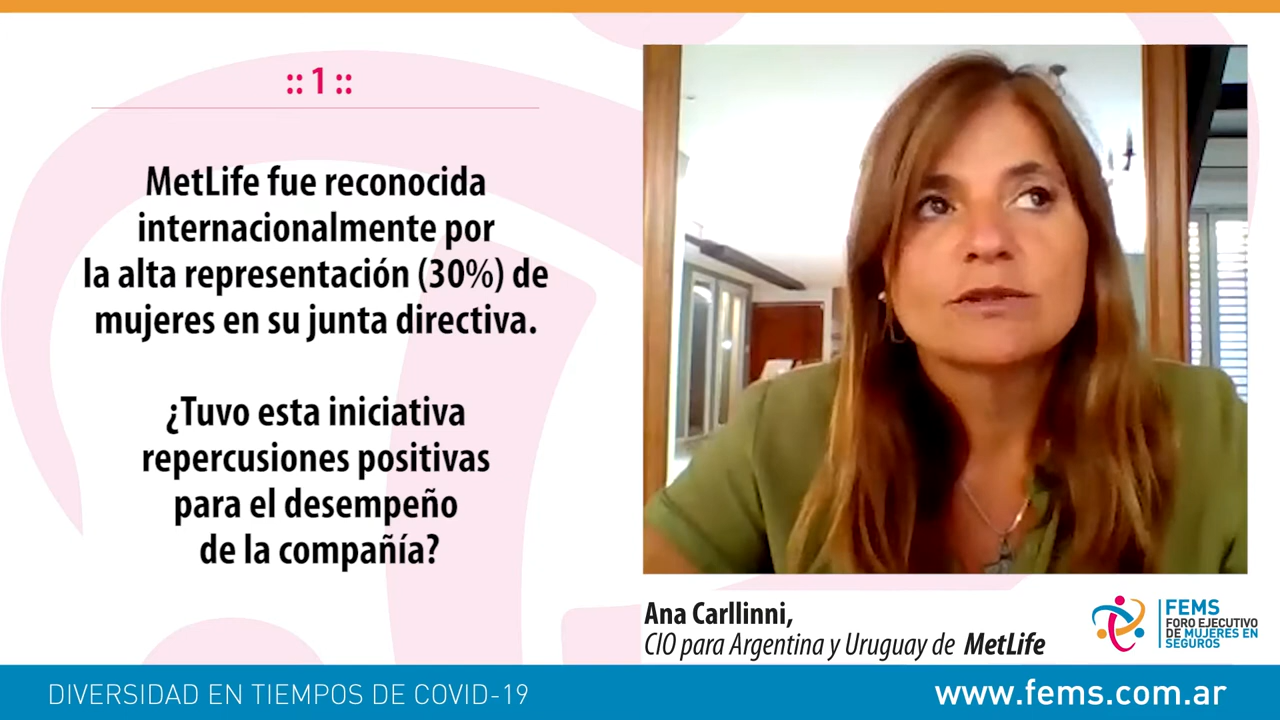 :: 1 ::
MetLife fue reconocida
internacionalmente por
la alta representación (30%) de
mujeres en su junta directiva.
¿Tuvo esta iniciativa
repercusiones positivas
para el desempeño
de la compañía?
Ana Carllinni,
CIO para Argentina y Uruguay de MetLife
FEMS
FORO EJECUTIVO
DE MUJERES EN
SEGUROS
DIVERSIDAD EN TIEMPOS DE COVID-19
www.fems.com.ar